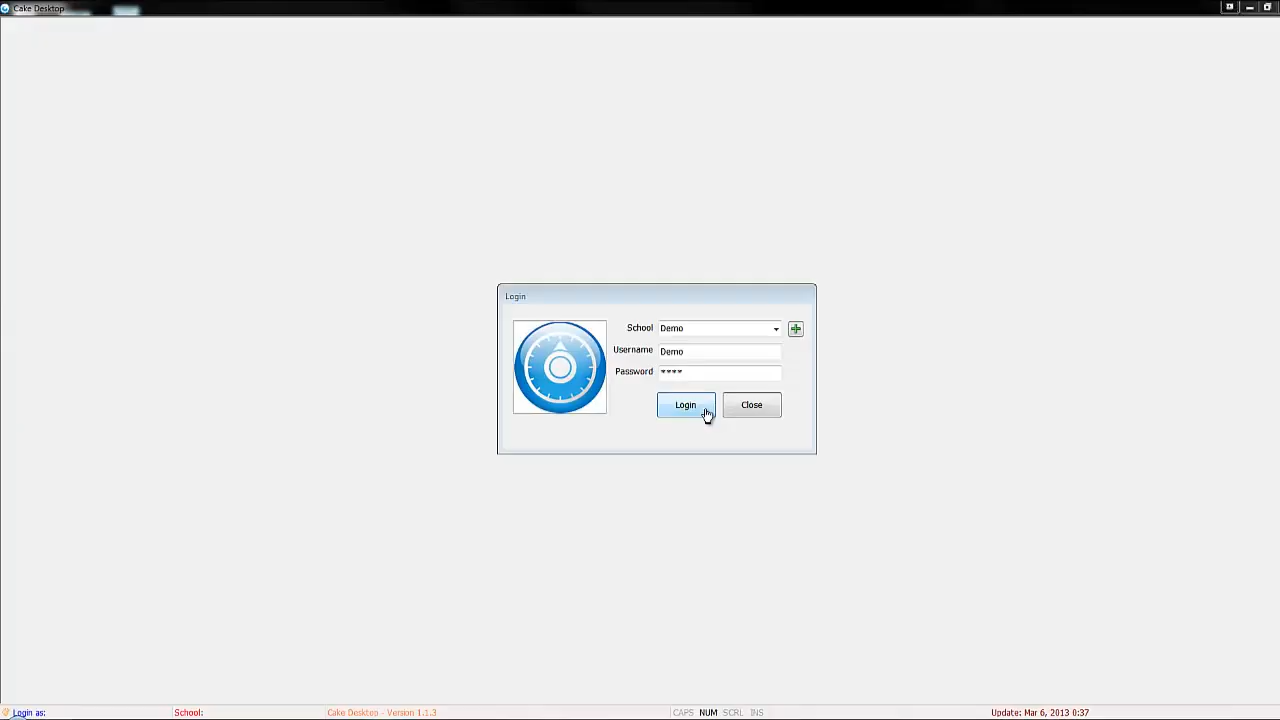 Cake Desktop
Login
School Demo
Username Demo
Password ****
Login Close
Login as: School: Cake Desktop - Version 1.1.3 CAPS NUM SCRL INS Update: Mar 6, 2013 0:37